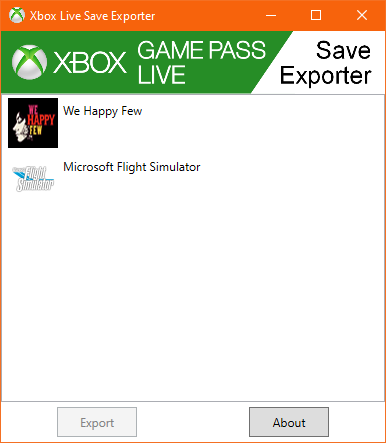 Xbox Live Save Exporter
XBOX
GAME PASS
LIVE
Save
Exporter
WE
HAPPY
FEW
We Happy Few
Flight
Simulator
Microsoft Flight Simulator
Export
About